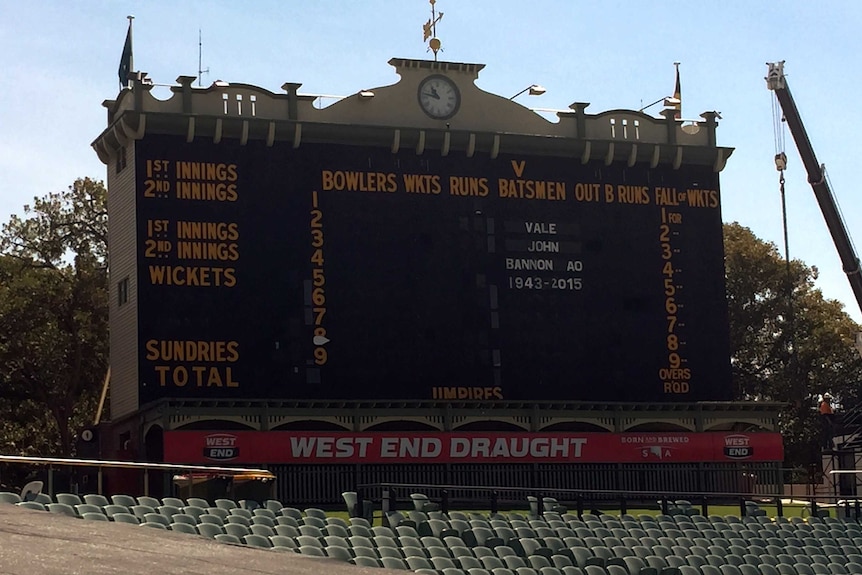 1ST INNINGS
2ND INNINGS
V
BOWLERS WKTS RUNS BATSMEN OUT B RUNS FALL OF WKTS
1ST INNINGS
2ND INNINGS
WICKETS
1
2
3
4
5
6
7
8
9
VALE
JOHN
BANNON AO
1943-2015
1 FOR
2 "
3 "
4 "
5 "
6 "
7 "
8 "
9 "
OVERS
R'QD
SUNDRIES
TOTAL
UMPIRES
WEST END
WEST END DRAUGHT
BORN AND BREWED
SA
WEST END